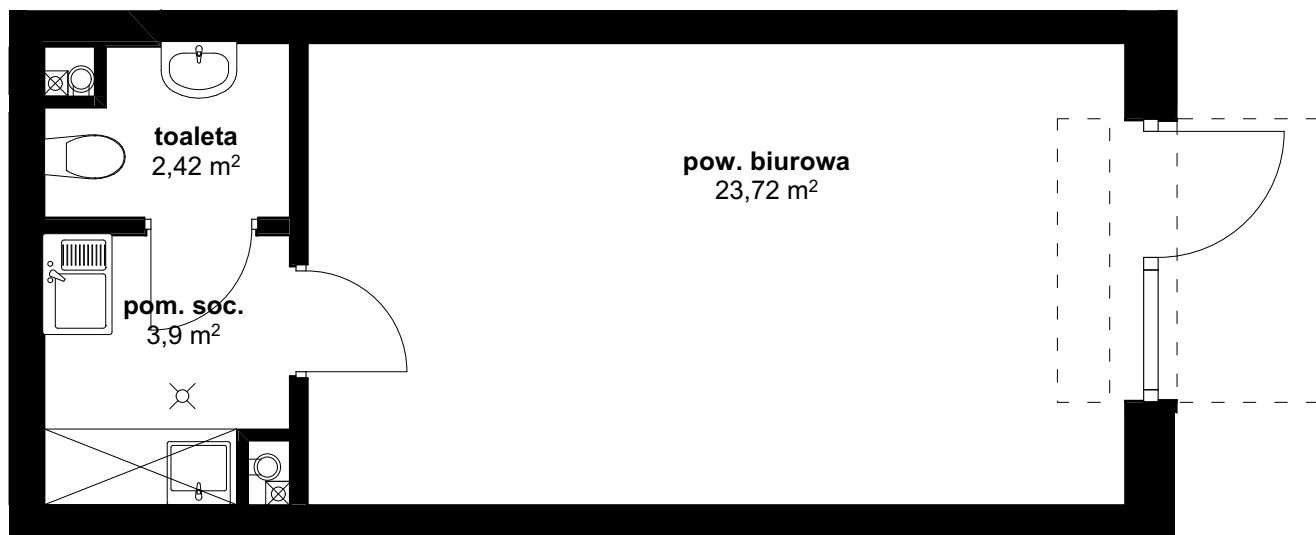 toaleta
2,42 m²
pow. biurowa
23,72 m²
pom. soc.
3,9 m²